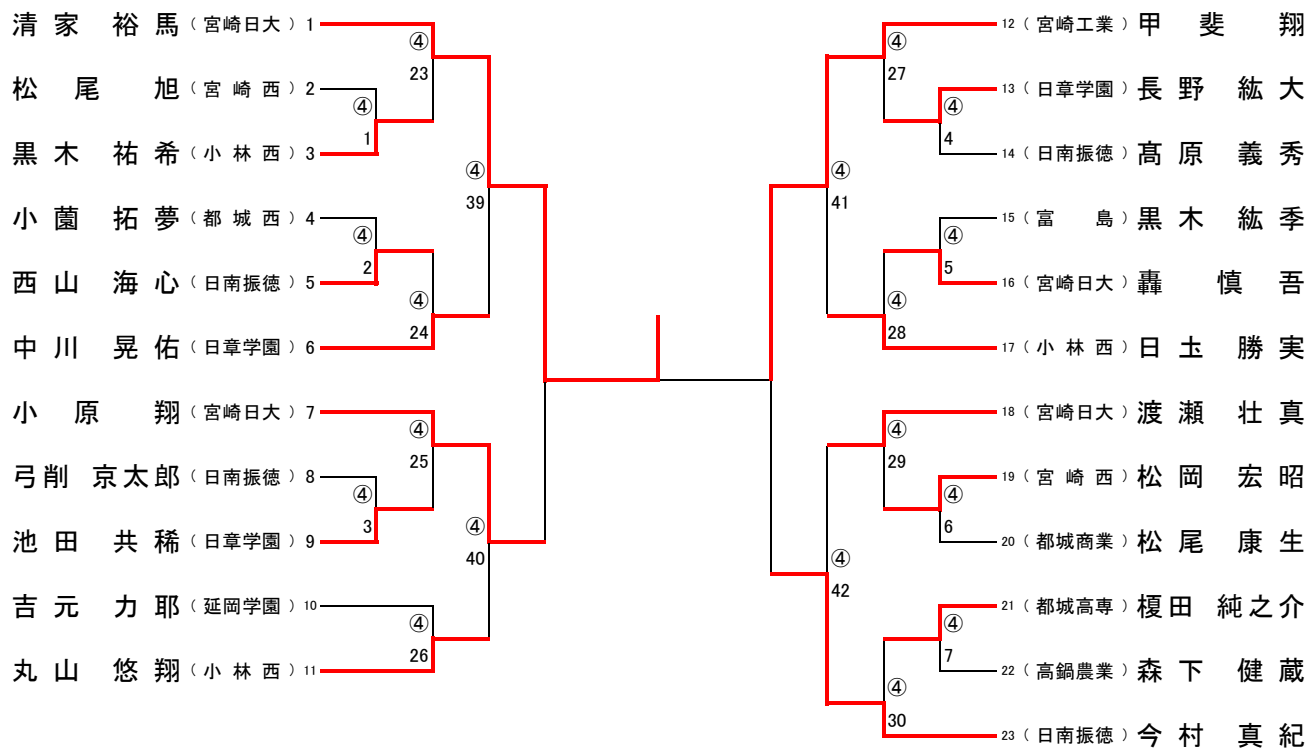 清家 裕馬 （宮崎日大） 1
④
23
松尾 旭 （宮崎西） 2
④
1
黒木 祐希 （小林西） 3
④
39
小薗 拓夢 （都城西） 4
④
2
西山 海心 （日南振徳） 5
④
24
中川 晃佑 （日章学園） 6
小原 翔 （宮崎日大） 7
④
25
弓削 京太郎 （日南振徳） 8
④
3
池田 共稀 （日章学園） 9
④
40
吉元 力耶 （延岡学園） 10
④
26
丸山 悠翔 （小林西） 11
12 （宮崎工業） 甲斐 翔
④
27
13 （日章学園） 長野 紘大
④
4
14 （日南振徳） 髙原 義秀
④
41
15 （富島） 黒木 紘季
④
5
16 （宮崎日大） 轟 慎吾
④
28
17 （小林西） 日圡 勝実
18 （宮崎日大） 渡瀬 壮真
④
29
19 （宮崎西） 松岡 宏昭
④
6
20 （都城商業） 松尾 康生
④
42
21 （都城高専） 榎田 純之介
④
7
22 （高鍋農業） 森下 健蔵
④
30
23 （日南振徳） 今村 真紀